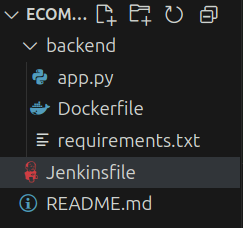 ECOM...
backend
app.py
Dockerfile
requirements.txt
Jenkinsfile
README.md